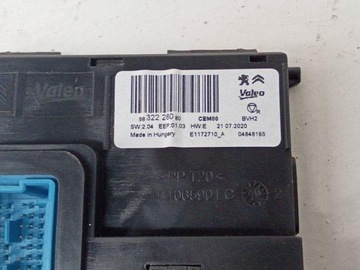 Valeo
Valeo
98 322 280 80 CEM00 BVH2
SW:2.04 EEP:01.03 HW:E 21.07.2020
Made in Hungary E1172710_A 04848165
>PP T20<